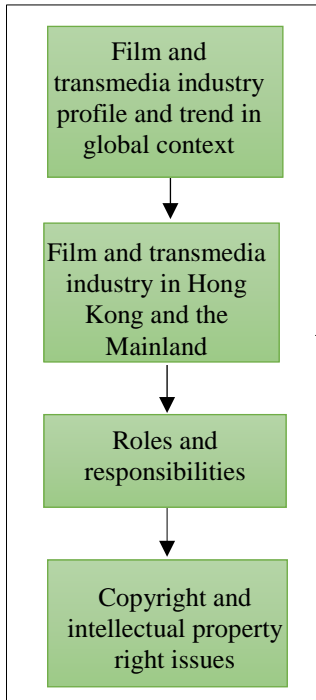 Film and
transmedia industry
profile and trend in
global context
Film and transmedia
industry in Hong
Kong and the
Mainland
Roles and
responsibilities
Copyright and
intellectual property
right issues